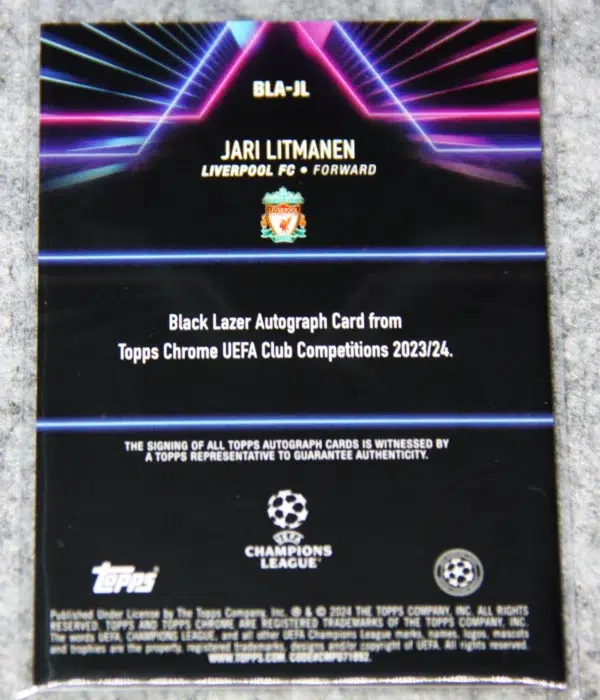 BLA-JL
JARI LITMANEN
LIVERPOOL FC • FORWARD
LIVERPOOL
Black Lazer Autograph Card from
Topps Chrome UEFA Club Competitions 2023/24.
THE SIGNING OF ALL TOPPS AUTOGRAPH CARDS IS WITNESSED BY
A TOPPS REPRESENTATIVE TO GUARANTEE AUTHENTICITY.
UEFA
CHAMPIONS
LEAGUE
topps
Published Under License by The Topps Company, Inc. ® & © 2024 THE TOPPS COMPANY, INC. ALL RIGHTS
RESERVED. TOPPS AND TOPPS CHROME ARE REGISTERED TRADEMARKS OF THE TOPPS COMPANY, INC.
The words UEFA, CHAMPIONS LEAGUE, and all other UEFA Champions League marks, names, logos, mascots
and trophies are the property, registered trademarks, designs and/or copyright of UEFA. All rights reserved.
WWW.TOPPS.COM.